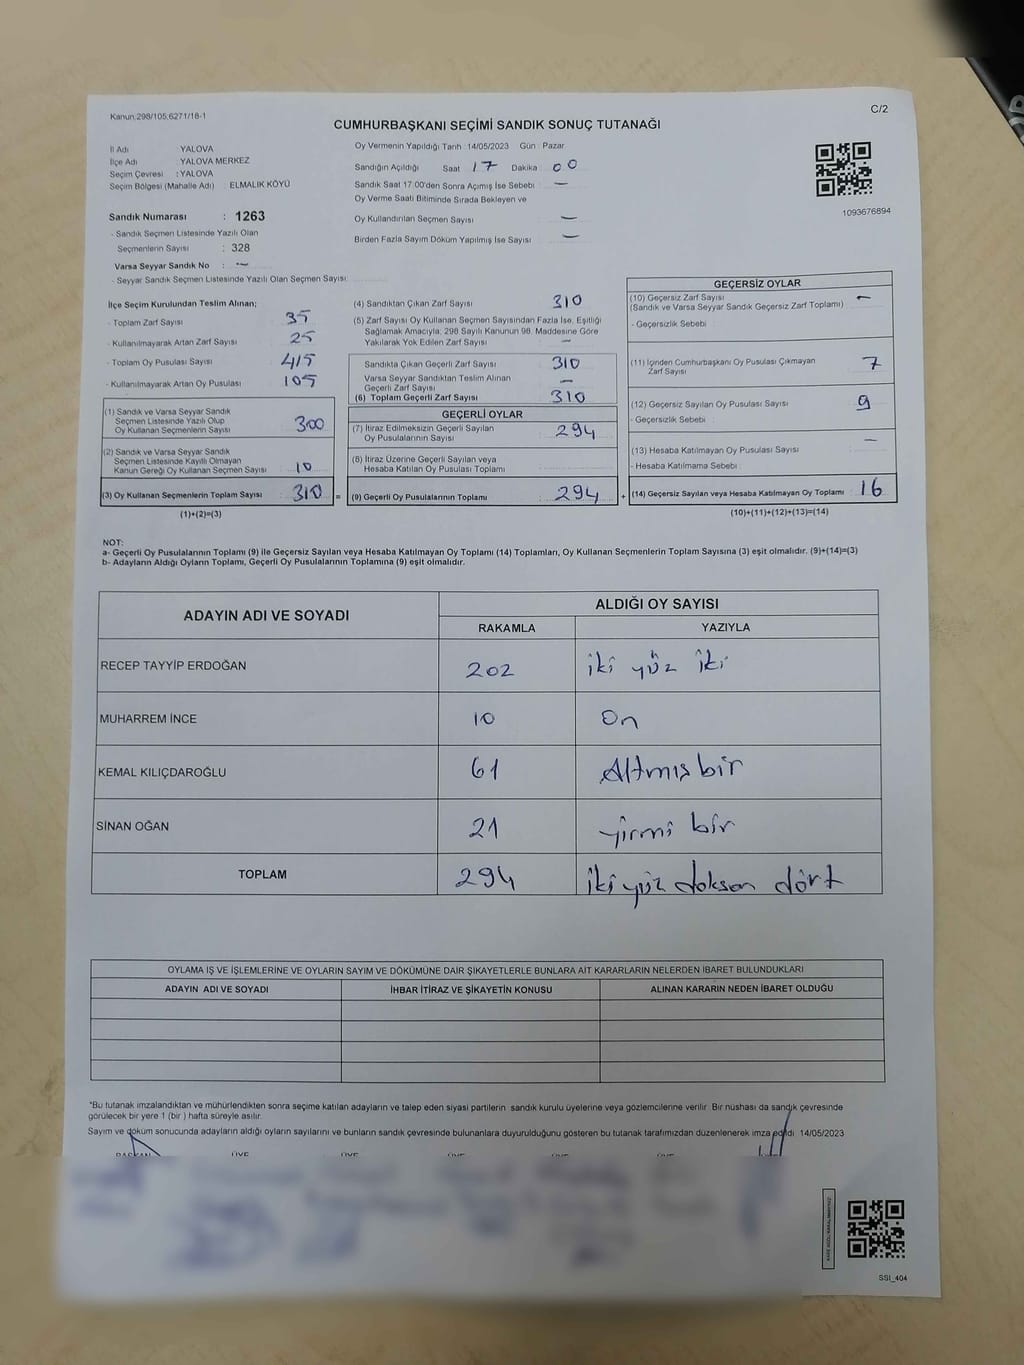 Kanun:298/105,6271/18-1
C/2
CUMHURBAŞKANI SEÇİMİ SANDIK SONUÇ TUTANAĞI
İl Adı : YALOVA
İlçe Adı : YALOVA MERKEZ
Seçim Çevresi : YALOVA
Seçim Bölgesi (Mahalle Adı) : ELMALIK KÖYÜ
Sandık Numarası : 1263
- Sandık Seçmen Listesinde Yazılı Olan
Seçmenlerin Sayısı : 328
Varsa Seyyar Sandık No : —
- Seyyar Sandık Seçmen Listesinde Yazılı Olan Seçmen Sayısı:
Oy Vermenin Yapıldığı Tarih :14/05/2023 Gün : Pazar
Sandığın Açıldığı Saat 17 Dakika : 00
Sandık Saat 17:00'den Sonra Açımış İse Sebebi : —
Oy Verme Saati Bitiminde Sırada Bekleyen ve
Oy Kullandırılan Seçmen Sayısı : —
Birden Fazla Sayım Döküm Yapılmış İse Sayısı : —
1093676894
İlçe Seçim Kurulundan Teslim Alınan;
- Toplam Zarf Sayısı : 35
- Kullanılmayarak Artan Zarf Sayısı : 25
- Toplam Oy Pusulası Sayısı : 415
- Kullanılmayarak Artan Oy Pusulası : 105
(1) Sandık ve Varsa Seyyar Sandık
Seçmen Listesinde Yazılı Olup
Oy Kullanan Seçmenlerin Sayısı : 300
(2) Sandık ve Varsa Seyyar Sandık
Seçmen Listesinde Kayıtlı Olmayan
Kanun Gereği Oy Kullanan Seçmen Sayısı : 10
(3) Oy Kullanan Seçmenlerin Toplam Sayısı : 310 =
(1)+(2)=(3)
(4) Sandıktan Çıkan Zarf Sayısı : 310
(5) Zarf Sayısı Oy Kullanan Seçmen Sayısından Fazla İse, Eşitliği
Sağlamak Amacıyla, 298 Sayılı Kanunun 98. Maddesine Göre
Yakılarak Yok Edilen Zarf Sayısı : —
Sandıkta Çıkan Geçerli Zarf Sayısı : 310
Varsa Seyyar Sandıktan Teslim Alınan
Geçerli Zarf Sayısı : —
(6) Toplam Geçerli Zarf Sayısı : 310
GEÇERLİ OYLAR
(7) İtiraz Edilmeksizin Geçerli Sayılan
Oy Pusulalarının Sayısı : 294
(8) İtiraz Üzerine Geçerli Sayılan veya
Hesaba Katılan Oy Pusulası Toplamı :
(9) Geçerli Oy Pusulalarının Toplamı : 294 +
GEÇERSİZ OYLAR
(10) Geçersiz Zarf Sayısı : —
(Sandık ve Varsa Seyyar Sandık Geçersiz Zarf Toplamı)
- Geçersizlik Sebebi :
(11) İçinden Cumhurbaşkanı Oy Pusulası Çıkmayan
Zarf Sayısı : 7
(12) Geçersiz Sayılan Oy Pusulası Sayısı : 9
- Geçersizlik Sebebi :
(13) Hesaba Katılmayan Oy Pusulası Sayısı : —
- Hesaba Katılmama Sebebi :
(14) Geçersiz Sayılan veya Hesaba Katılmayan Oy Toplamı : 16
(10)+(11)+(12)+(13)=(14)
NOT:
a- Geçerli Oy Pusulalarının Toplamı (9) ile Geçersiz Sayılan veya Hesaba Katılmayan Oy Toplamı (14) Toplamları, Oy Kullanan Seçmenlerin Toplam Sayısına (3) eşit olmalıdır. (9)+(14)=(3)
b- Adayların Aldığı Oyların Toplamı, Geçerli Oy Pusulalarının Toplamına (9) eşit olmalıdır.
ADAYIN ADI VE SOYADI ALDIĞI OY SAYISI
RAKAMLA YAZIYLA
RECEP TAYYİP ERDOĞAN 202 iki yüz iki
MUHARREM İNCE 10 On
KEMAL KILIÇDAROĞLU 61 Altmışbir
SİNAN OĞAN 21 yirmi bir
TOPLAM 294 iki yüz doksan dört
OYLAMA İŞ VE İŞLEMLERİNE VE OYLARIN SAYIM VE DÖKÜMÜNE DAİR ŞİKAYETLERLE BUNLARA AİT KARARLARIN NELERDEN İBARET BULUNDUKLARI
ADAYIN ADI VE SOYADI İHBAR İTİRAZ VE ŞİKAYETİN KONUSU ALINAN KARARIN NEDEN İBARET OLDUĞU
*Bu tutanak imzalandıktan ve mühürlendikten sonra seçime katılan adayların ve talep eden siyasi partilerin sandık kurulu üyelerine veya gözlemcilerine verilir. Bir nüshası da sandık çevresinde
görülecek bir yere 1 (bir ) hafta süreyle asılır.
Sayım ve döküm sonucunda adayların aldığı oyların sayılarını ve bunların sandık çevresinde bulunanlara duyurulduğunu gösteren bu tutanak tarafımızdan düzenlenerek imza edildi 14/05/2023
BAŞKAN ÜYE ÜYE ÜYE ÜYE ÜYE
SSI_404